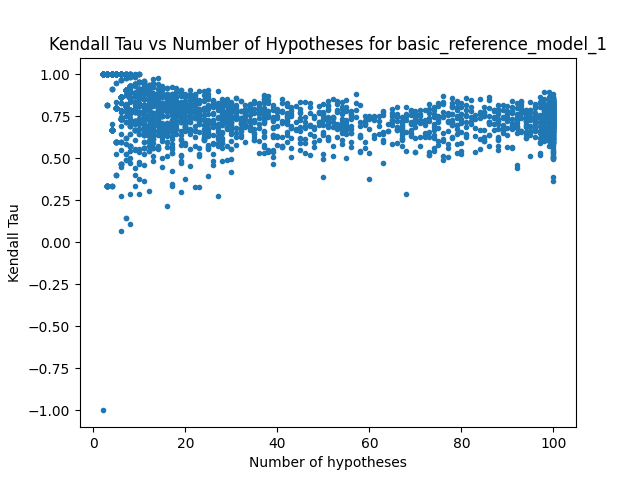 Kendall Tau vs Number of Hypotheses for basic_reference_model_1
1.00
0.75
0.50
0.25
0.00
−0.25
−0.50
−0.75
−1.00
Kendall Tau
0 20 40 60 80 100
Number of hypotheses